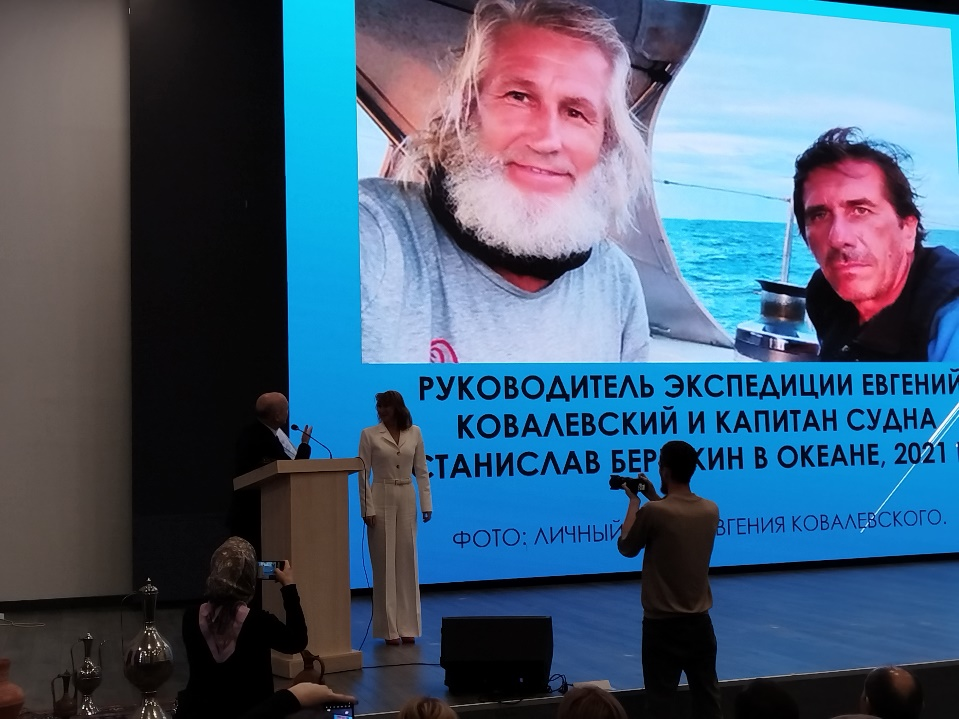 РУКОВОДИТЕЛЬ ЭКСПЕДИЦИИ ЕВГЕНИЙ
КОВАЛЕВСКИЙ И КАПИТАН СУДНА
СТАНИСЛАВ В ОКЕАНЕ, 2021
ФОТО: ЛИЧНЫЙ ЕВГЕНИЯ КОВАЛЕВСКОГО.